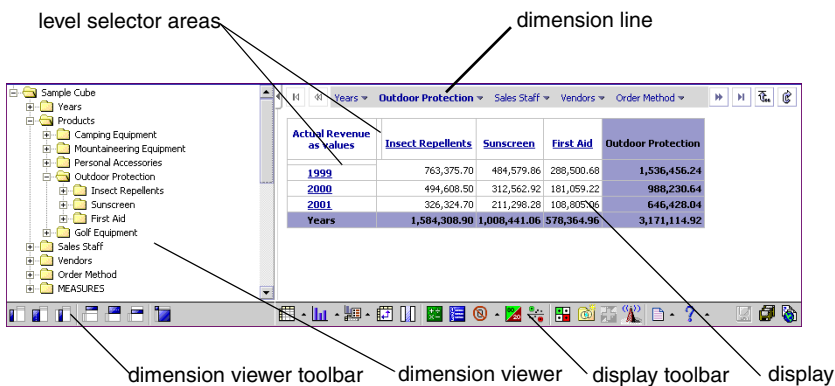 level selector areas
dimension line
Sample Cube
Years
Products
Camping Equipment
Mountaineering Equipment
Personal Accessories
Outdoor Protection
Insect Repellents
Sunscreen
First Aid
Golf Equipment
Sales Staff
Vendors
Order Method
MEASURES
Years Outdoor Protection Sales Staff Vendors Order Method
Actual Revenue as values Insect Repellents Sunscreen First Aid Outdoor Protection
1999 763,375.70 484,579.86 288,500.68 1,536,456.24
2000 494,608.50 312,562.92 181,059.22 988,230.64
2001 326,324.70 211,298.28 108,805.06 646,428.04
Years 1,584,308.90 1,008,441.06 578,364.96 3,171,114.92
dimension viewer toolbar
dimension viewer
display toolbar
display